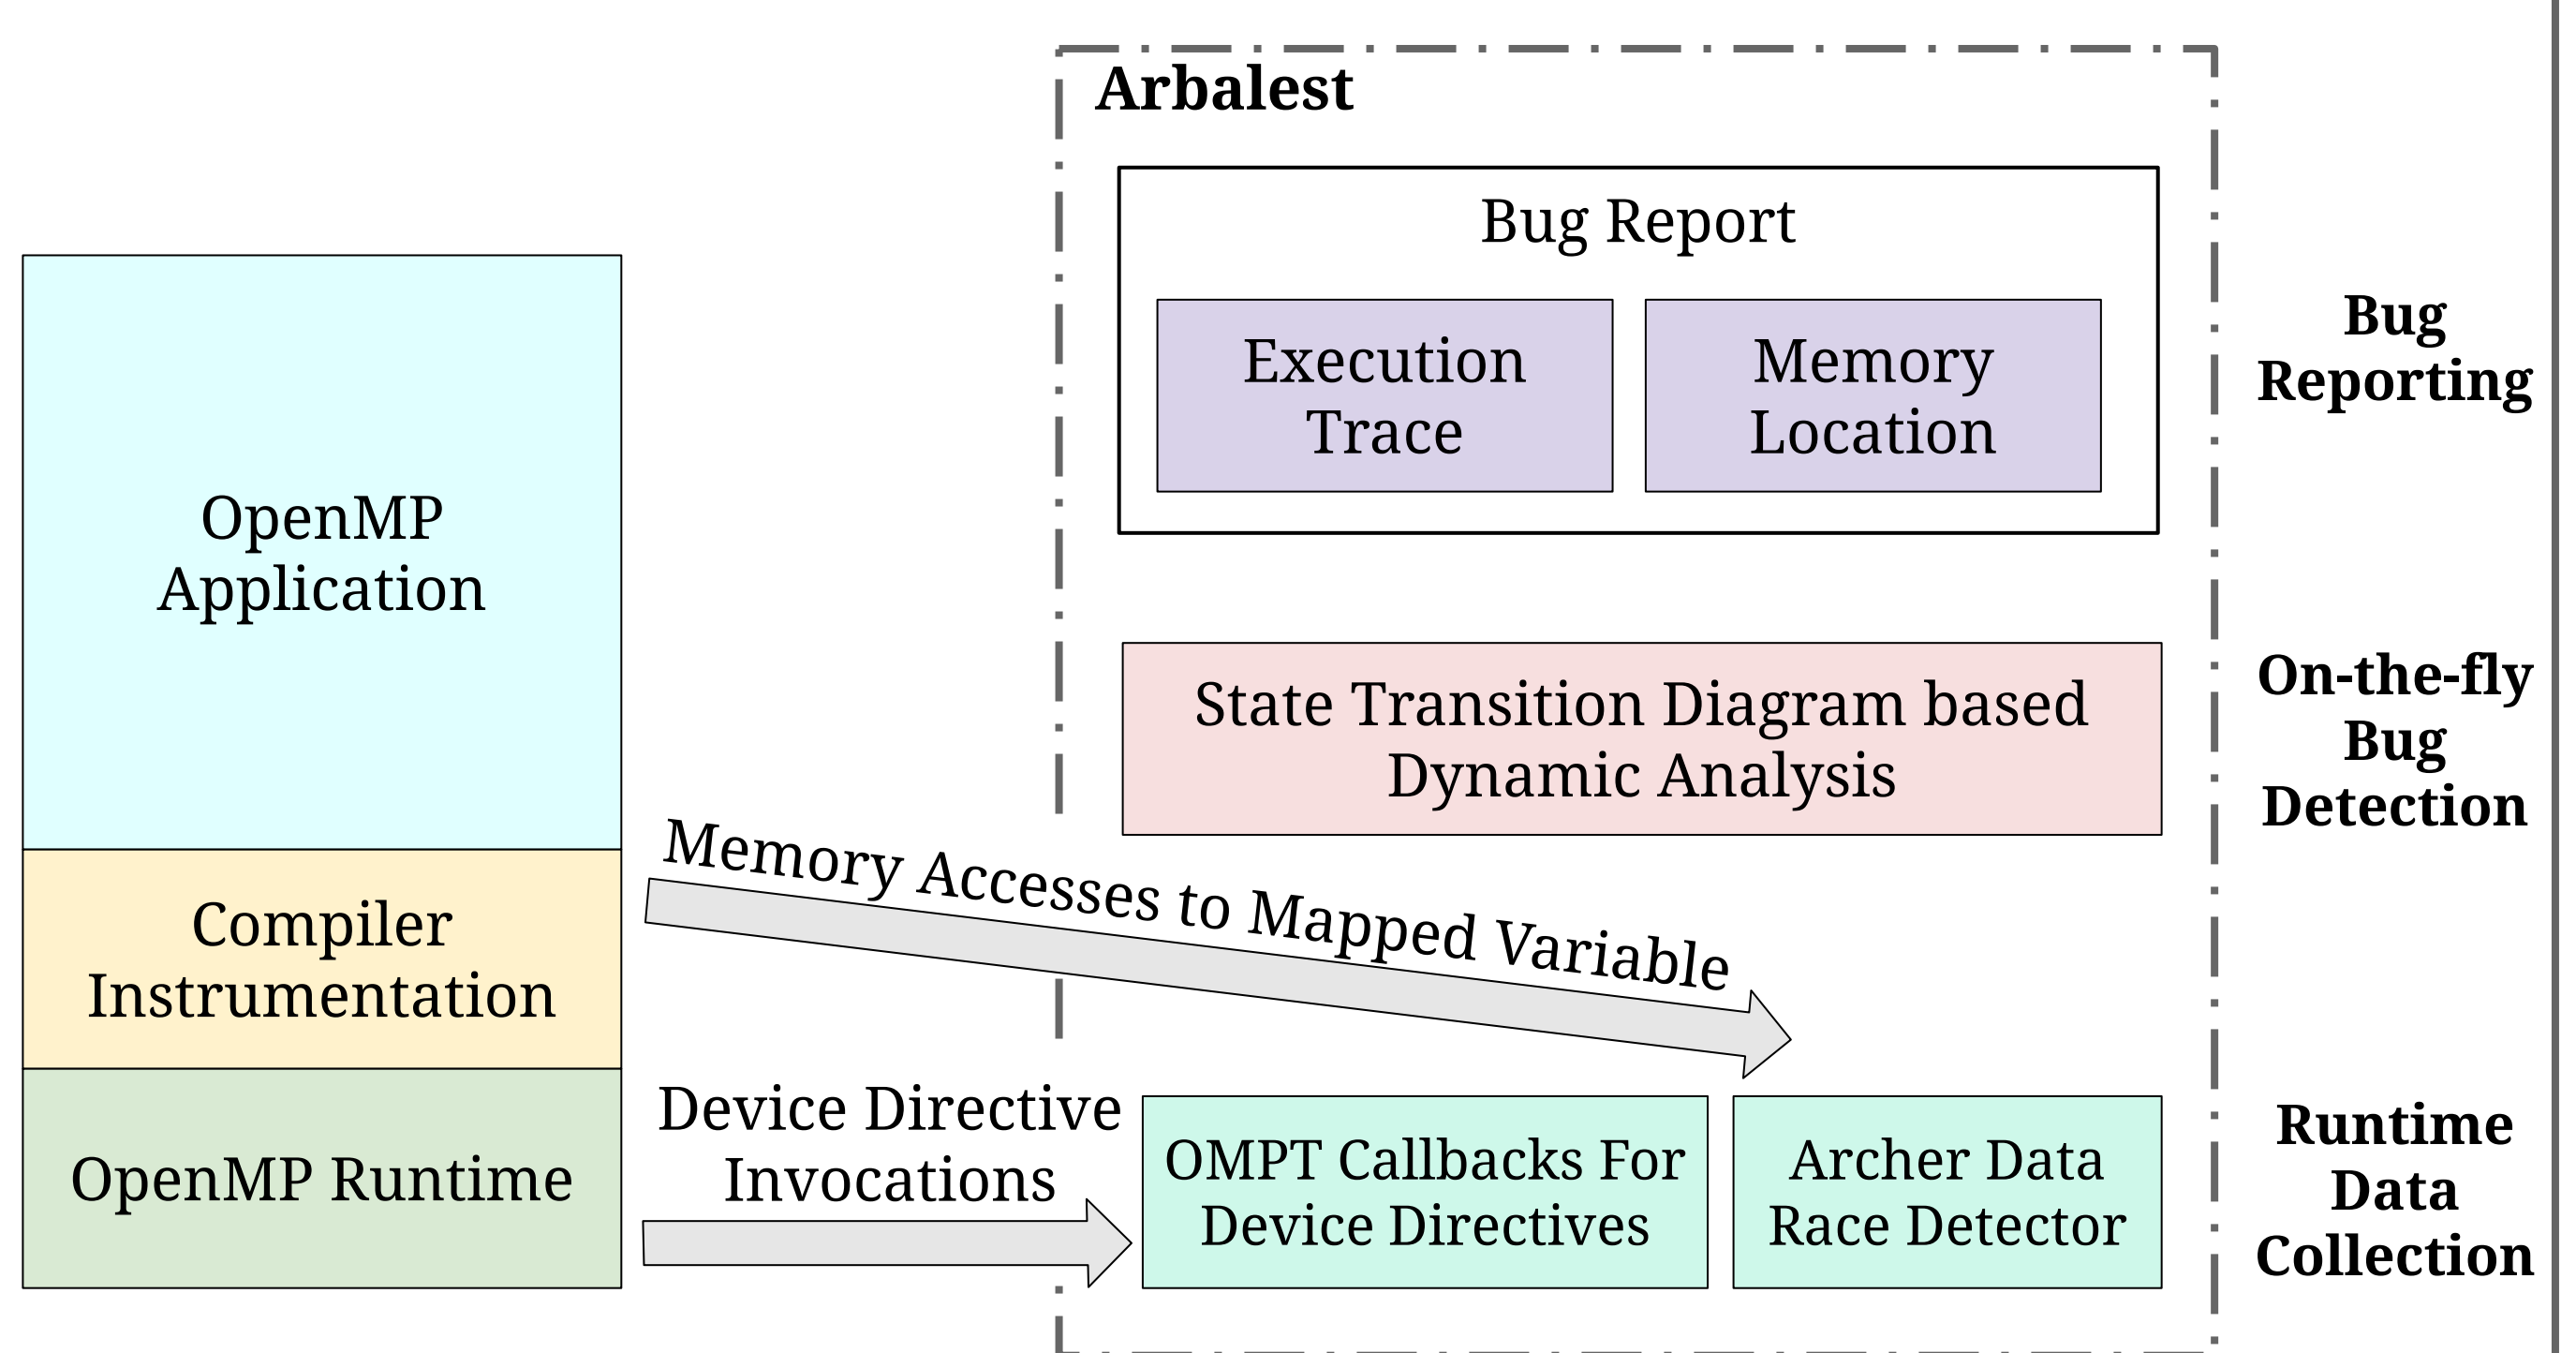 Arbalest
Bug Report
Execution
Trace
Memory
Location
Bug
Reporting
OpenMP
Application
State Transition Diagram based
Dynamic Analysis
On-the-fly
Bug
Detection
Compiler
Instrumentation
Memory Accesses to Mapped Variable
OpenMP Runtime
Device Directive
Invocations
OMPT Callbacks For
Device Directives
Archer Data
Race Detector
Runtime
Data
Collection